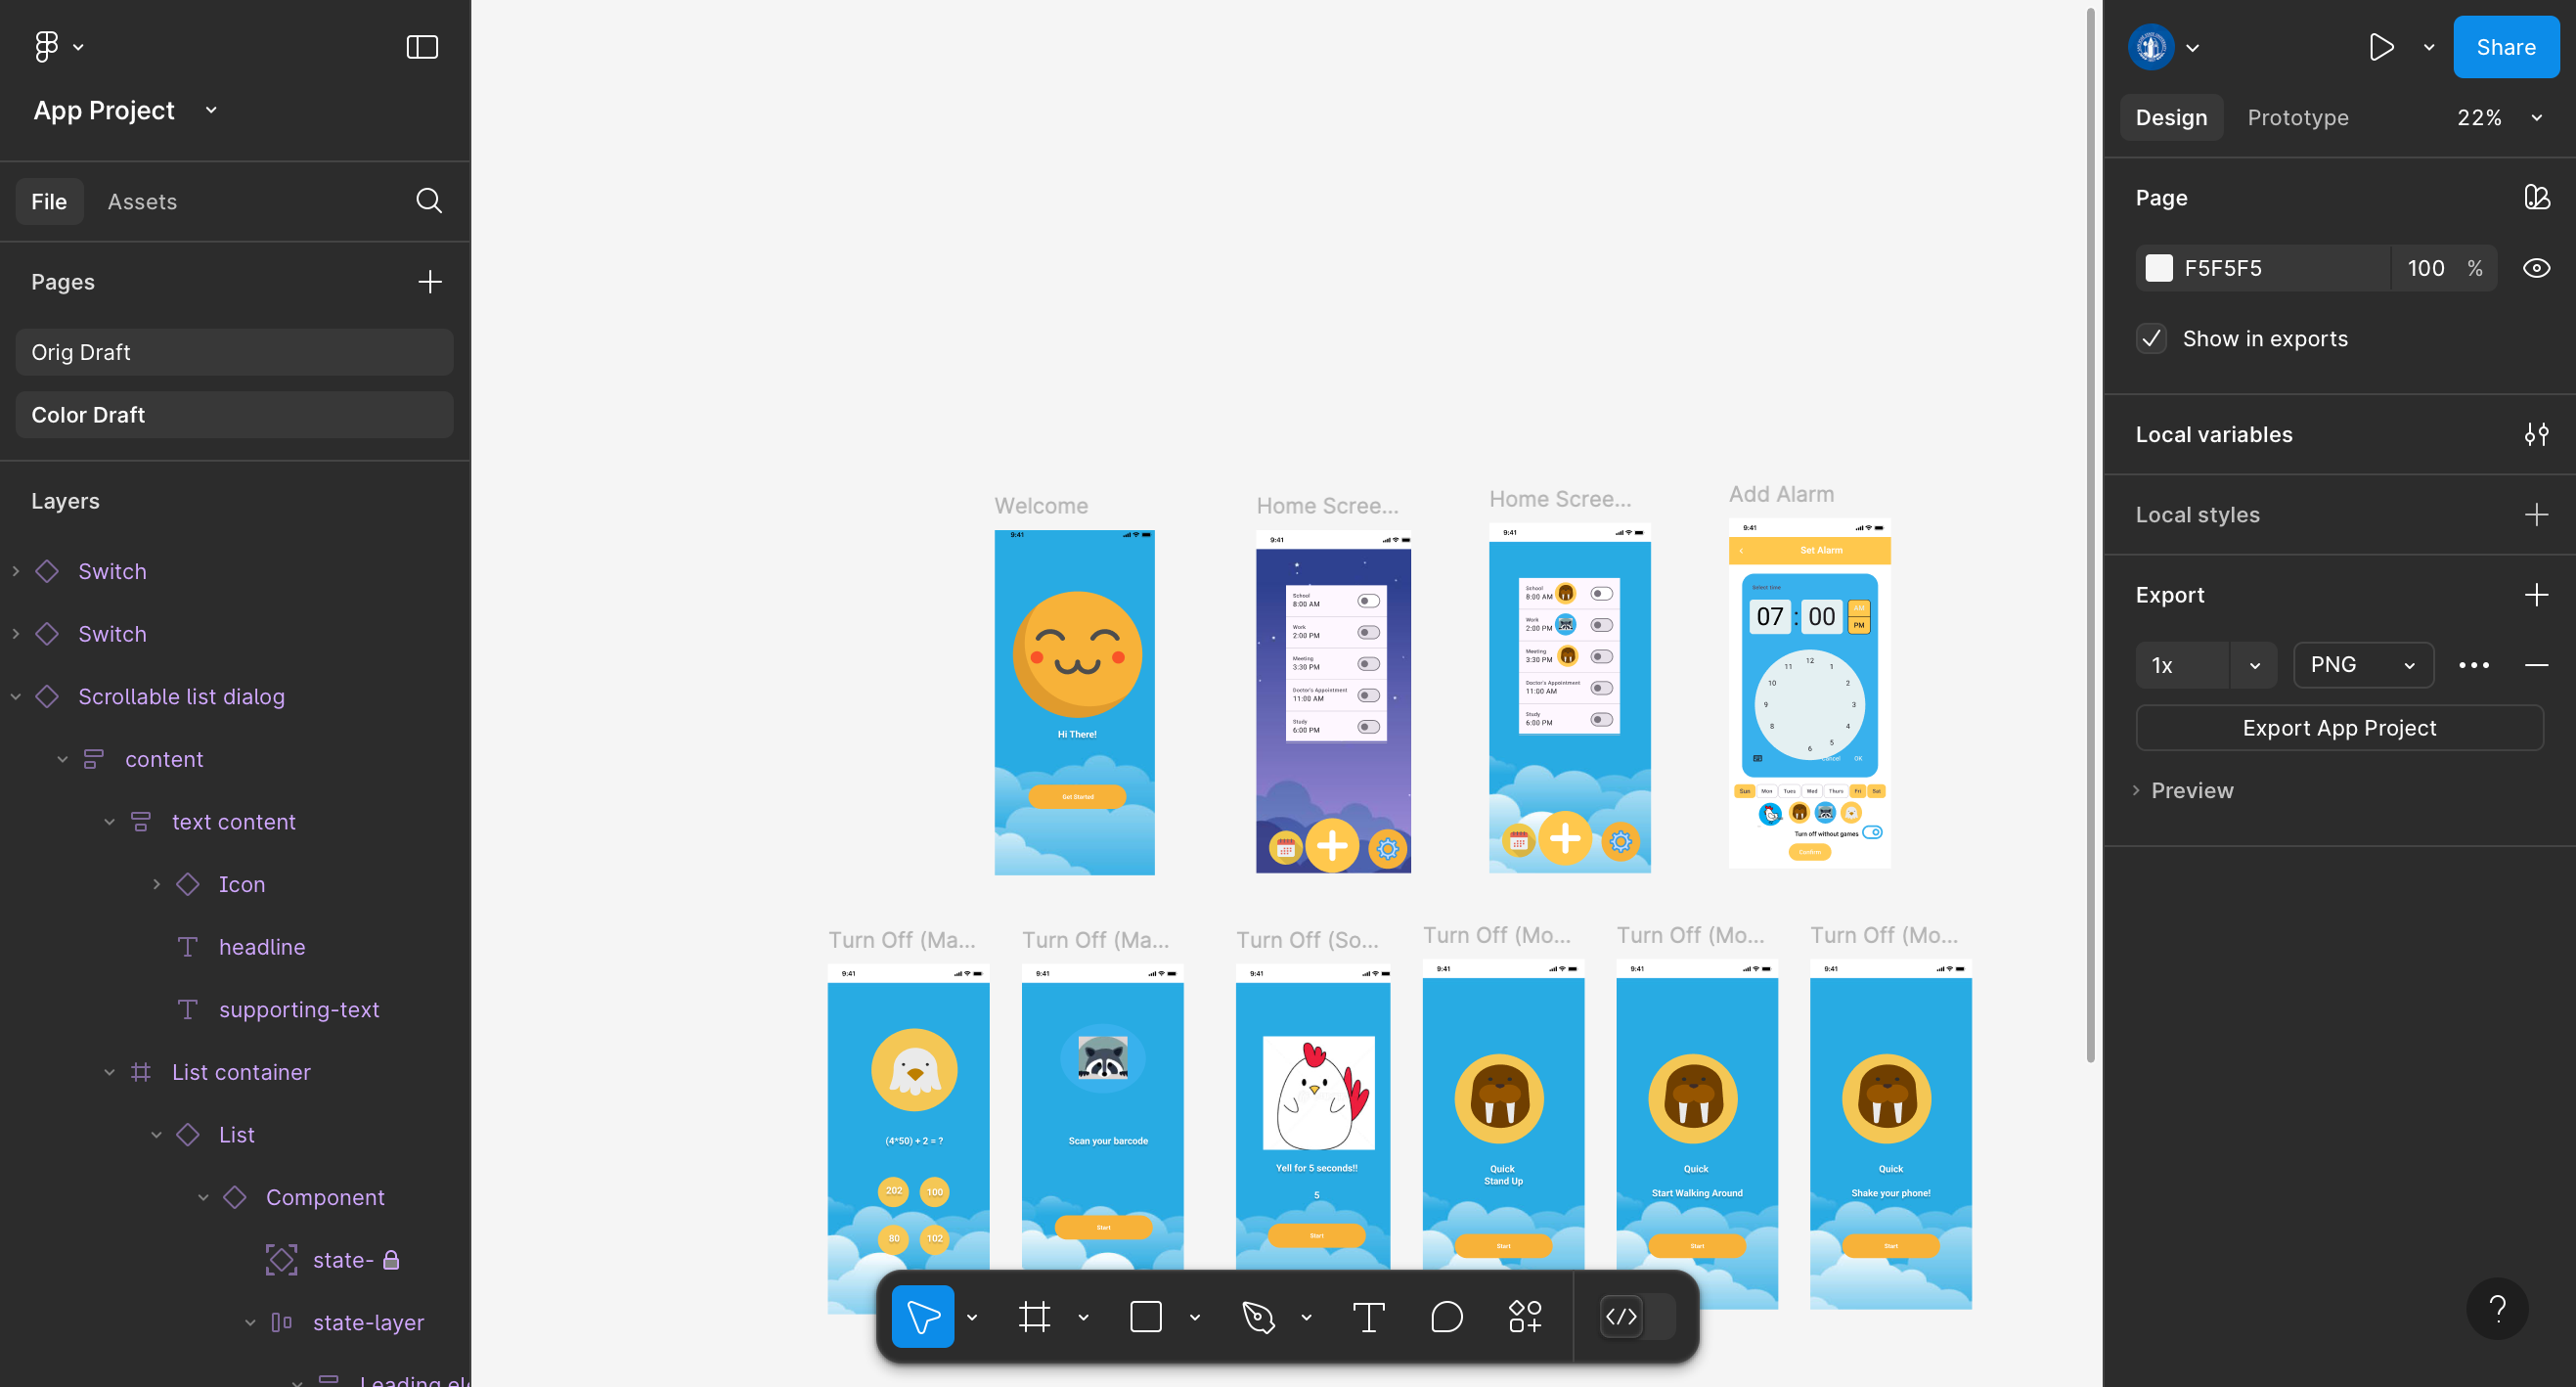 App Project
File Assets
Pages
Orig Draft
Color Draft
Layers
Switch
Switch
Scrollable list dialog
content
text content
Icon
headline
supporting-text
List container
List
Component
state-
state-layer
Leading el
Welcome
Home Scree...
Home Scree...
Add Alarm
9:41
Hi There!
Get Started
9:41
School
8:00 AM
Work
2:00 PM
Meeting
3:30 PM
Doctor's Appointment
11:00 AM
Study
6:00 PM
9:41
School
8:00 AM
Work
2:00 PM
Meeting
3:30 PM
Doctor's Appointment
11:00 AM
Study
6:00 PM
9:41
Set Alarm
Select time
07 : 00
AM
PM
12
1
2
3
4
5
6
8
9
10
11
Cancel OK
Sun Mon Tues Wed Thurs Fri Sat
Turn off without games
Confirm
Turn Off (Ma...
Turn Off (Ma...
Turn Off (So...
Turn Off (Mo...
Turn Off (Mo...
Turn Off (Mo...
9:41
(4*50) + 2 = ?
202 100
80 102
9:41
Scan your barcode
Start
9:41
Yell for 5 seconds!!
5
Start
9:41
Quick
Stand Up
Start
9:41
Quick
Start Walking Around
Start
9:41
Quick
Shake your phone!
Start
Share
Design Prototype 22%
Page
F5F5F5 100 %
Show in exports
Local variables
Local styles
Export
1x PNG
Export App Project
Preview
?